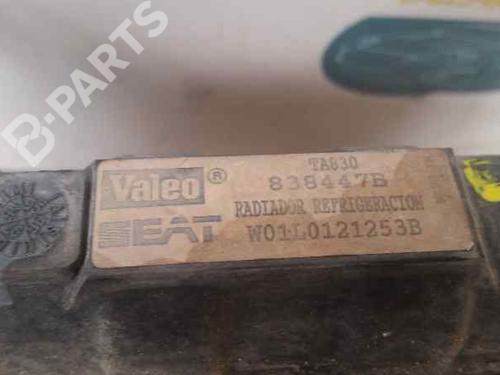 B-PARTS
TA830
Valeo®
838447B
RADIADOR REFRIGERACION
SEAT
W01L0121253B